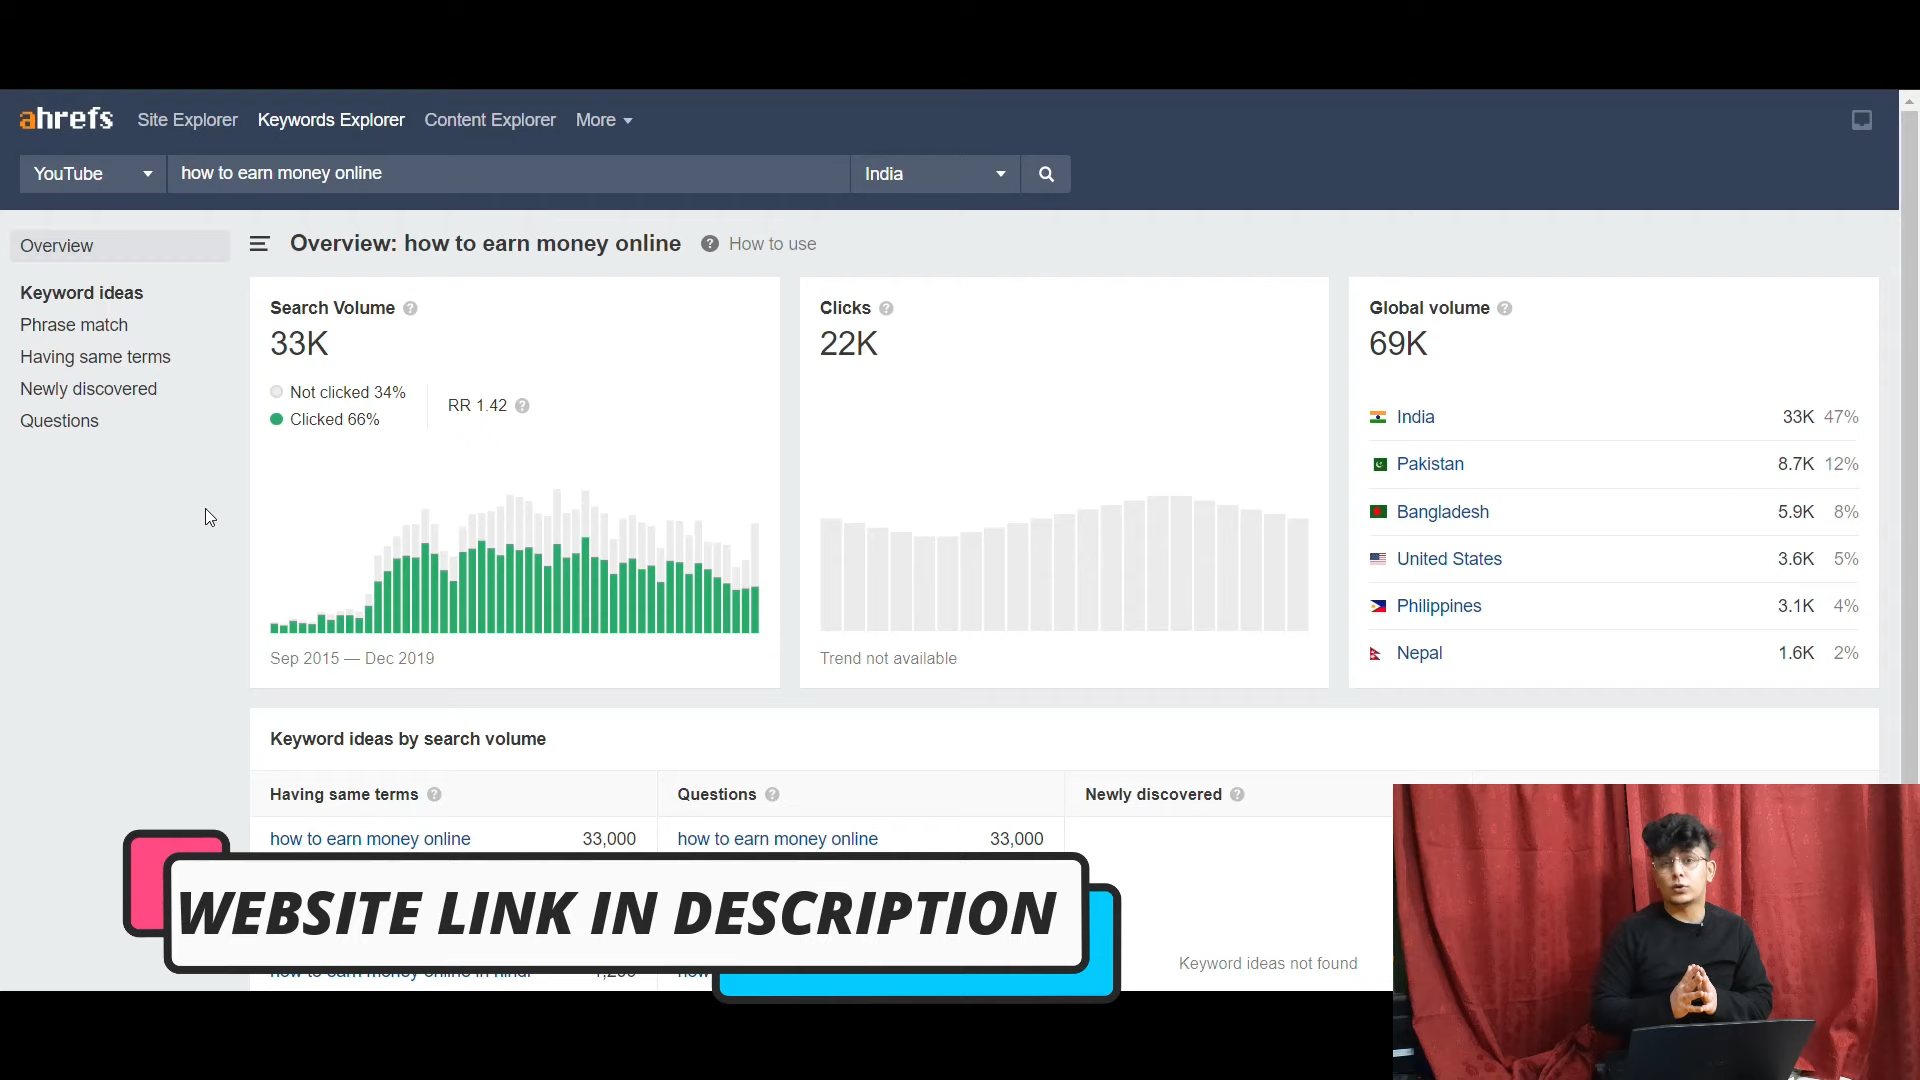 ahrefs Site Explorer Keywords Explorer Content Explorer More
YouTube how to earn money online India
Overview
Keyword ideas
Phrase match
Having same terms
Newly discovered
Questions
Overview: how to earn money online ? How to use
Search Volume ?
33K
Not clicked 34%
Clicked 66%
RR 1.42 ?
Sep 2015 — Dec 2019
Clicks ?
22K
Trend not available
Global volume ?
69K
India 33K 47%
Pakistan 8.7K 12%
Bangladesh 5.9K 8%
United States 3.6K 5%
Philippines 3.1K 4%
Nepal 1.6K 2%
Keyword ideas by search volume
Having same terms ? Questions ? Newly discovered ?
how to earn money online 33,000 how to earn money online 33,000
WEBSITE LINK IN DESCRIPTION
Keyword ideas not found